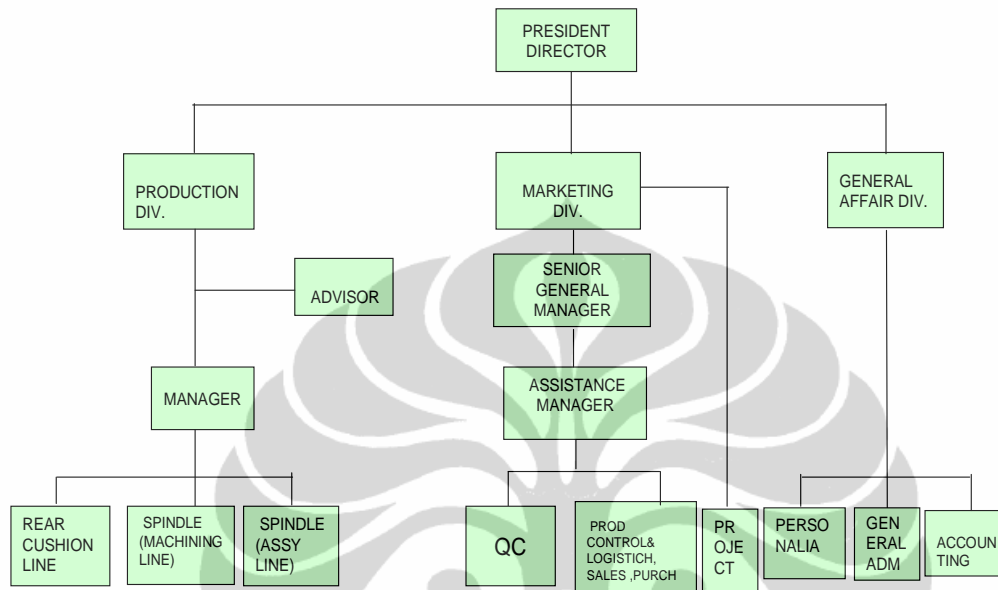 PRESIDENT
DIRECTOR
PRODUCTION
DIV.
MARKETING
DIV.
GENERAL
AFFAIR DIV.
ADVISOR
SENIOR
GENERAL
MANAGER
MANAGER
ASSISTANCE
MANAGER
REAR
CUSHION
LINE
SPINDLE
(MACHINING
LINE)
SPINDLE
(ASSY
LINE)
QC
PROD
CONTROL&
LOGISTICH,
SALES ,PURCH
PR
OJE
CT
PERSO
NALIA
GEN
ERAL
ADM
ACCOUN
TING